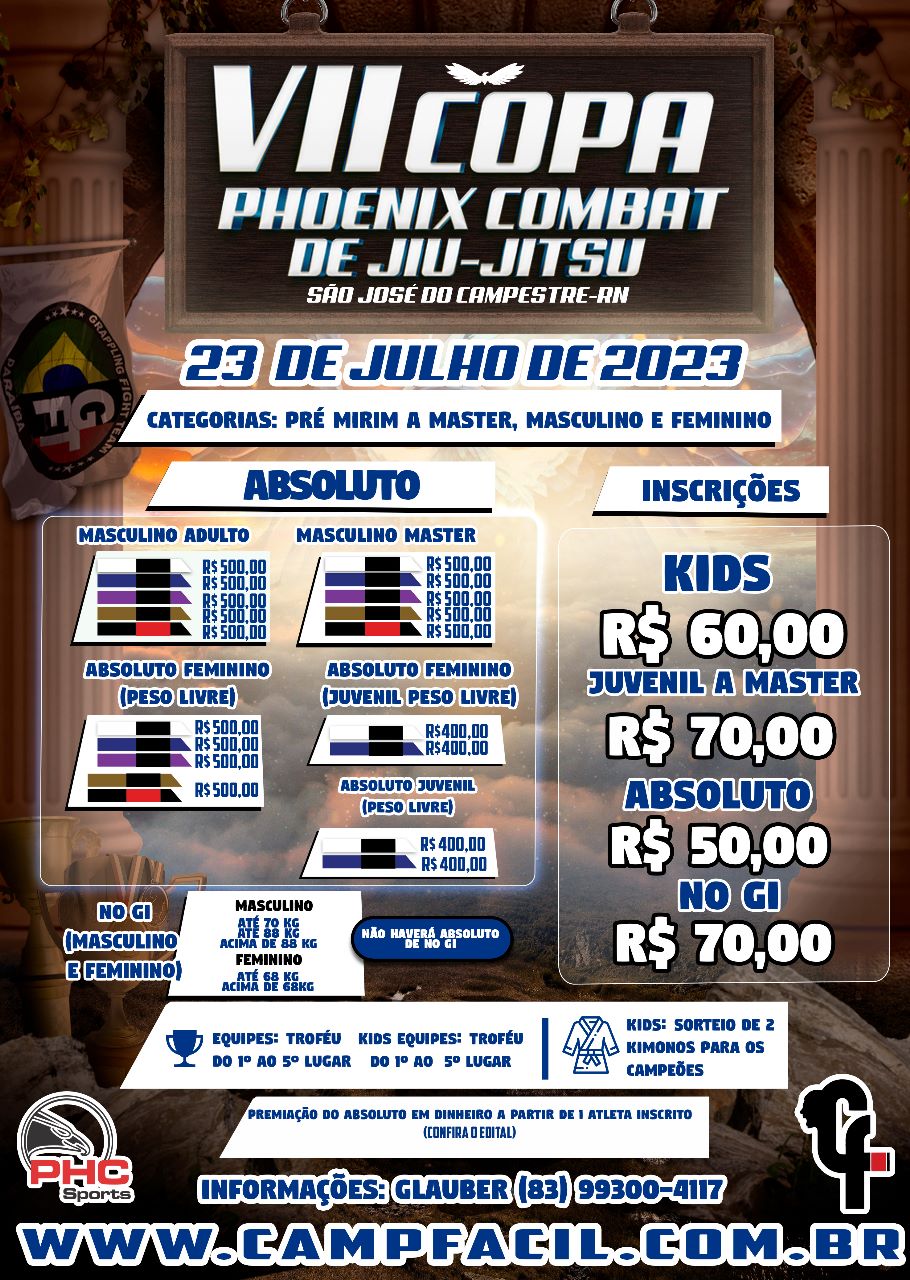 VII COPA
PHOENIX COMBAT
DE JIU-JITSU
SÃO JOSÉ DO CAMPESTRE-RN
23 DE JULHO DE 2023
CATEGORIAS: PRÉ MIRIM A MASTER, MASCULINO E FEMININO
GRAPPLING FIGHT TEAM
PARAIBA
GFT
ABSOLUTO
MASCULINO ADULTO
R$ 500,00
R$ 500,00
R$ 500,00
R$ 500,00
R$ 500,00
MASCULINO MASTER
R$ 500,00
R$ 500,00
R$ 500,00
R$ 500,00
R$ 500,00
ABSOLUTO FEMININO
(PESO LIVRE)
R$ 500,00
R$ 500,00
R$ 500,00
R$ 500,00
ABSOLUTO FEMININO
(JUVENIL PESO LIVRE)
R$400,00
R$400,00
ABSOLUTO JUVENIL
(PESO LIVRE)
R$ 400,00
R$ 400,00
INSCRIÇÕES
KIDS
R$ 60,00
JUVENIL A MASTER
R$ 70,00
ABSOLUTO
R$ 50,00
NO GI
R$ 70,00
NO GI
(MASCULINO
E FEMININO)
MASCULINO
ATÉ 70 KG
ATÉ 88 KG
ACIMA DE 88 KG
FEMININO
ATÉ 68 KG
ACIMA DE 68KG
NÃO HAVERÁ ABSOLUTO
DE NO GI
EQUIPES: TROFÉU
DO 1º AO 5º LUGAR
KIDS EQUIPES: TROFÉU
DO 1º AO 5º LUGAR
KIDS: SORTEIO DE 2
KIMONOS PARA OS
CAMPEÕES
PREMIAÇÃO DO ABSOLUTO EM DINHEIRO A PARTIR DE 1 ATLETA INSCRITO
(CONFIRA O EDITAL)
PHC
Sports
INFORMAÇÕES: GLAUBER (83) 99300-4117
WWW.CAMPFACIL.COM.BR